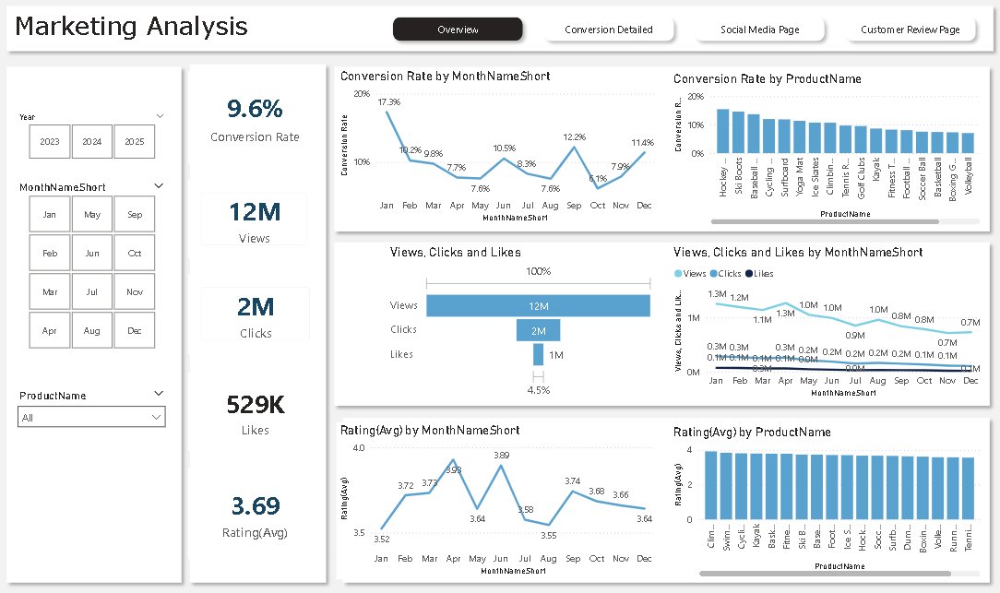 Marketing Analysis
Overview
Conversion Detailed
Social Media Page
Customer Review Page
Year
2023 2024 2025
MonthNameShort
Jan May Sep
Feb Jun Oct
Mar Jul Nov
Apr Aug Dec
ProductName
All
9.6%
Conversion Rate
12M
Views
2M
Clicks
529K
Likes
3.69
Rating(Avg)
Conversion Rate by MonthNameShort
Conversion Rate
20%
10%
17.3% 10.2% 9.8% 7.7% 7.6% 10.5% 8.3% 7.6% 12.2% 6.1% 7.9% 11.4%
Jan Feb Mar Apr May Jun Jul Aug Sep Oct Nov Dec
MonthNameShort
Conversion Rate by ProductName
Conversion R...
20%
10%
0%
Hockey ... Ski Boots Baseball ... Cycling ... Surfboard Yoga Mat Ice Skates Climbin... Tennis R... Golf Clubs Kayak Fitness T... Football ... Soccer Ball Basketball Boxing G... Volleyball
ProductName
Views, Clicks and Likes
100%
Views 12M
Clicks 2M
Likes 1M
4.5%
Views, Clicks and Likes by MonthNameShort
Views Clicks Likes
Views, Clicks and Lik...
1M
0M
1.3M 1.2M 1.1M 1.3M 1.0M 1.0M 0.9M 1.0M 0.8M 0.8M 0.7M 0.7M
0.3M 0.3M 0.3M 0.3M 0.2M 0.2M 0.2M 0.2M 0.2M 0.1M 0.1M 0.1M
0.1M 0.1M 0.1M 0.1M 0.0M 0.0M
Jan Feb Mar Apr May Jun Jul Aug Sep Oct Nov Dec
MonthNameShort
Rating(Avg) by MonthNameShort
Rating(Avg)
4.0
3.5
3.52 3.72 3.73 3.93 3.64 3.89 3.58 3.55 3.74 3.68 3.66 3.64
Jan Feb Mar Apr May Jun Jul Aug Sep Oct Nov Dec
MonthNameShort
Rating(Avg) by ProductName
Rating(Avg)
4
2
0
Clim... Swim... Cycli... Kayak Bask... Fitne... Ski B... Base... Foot... Ice S... Hock... Socc... Surfb... Dum... Boxin... Volle... Runn... Tenni...
ProductName